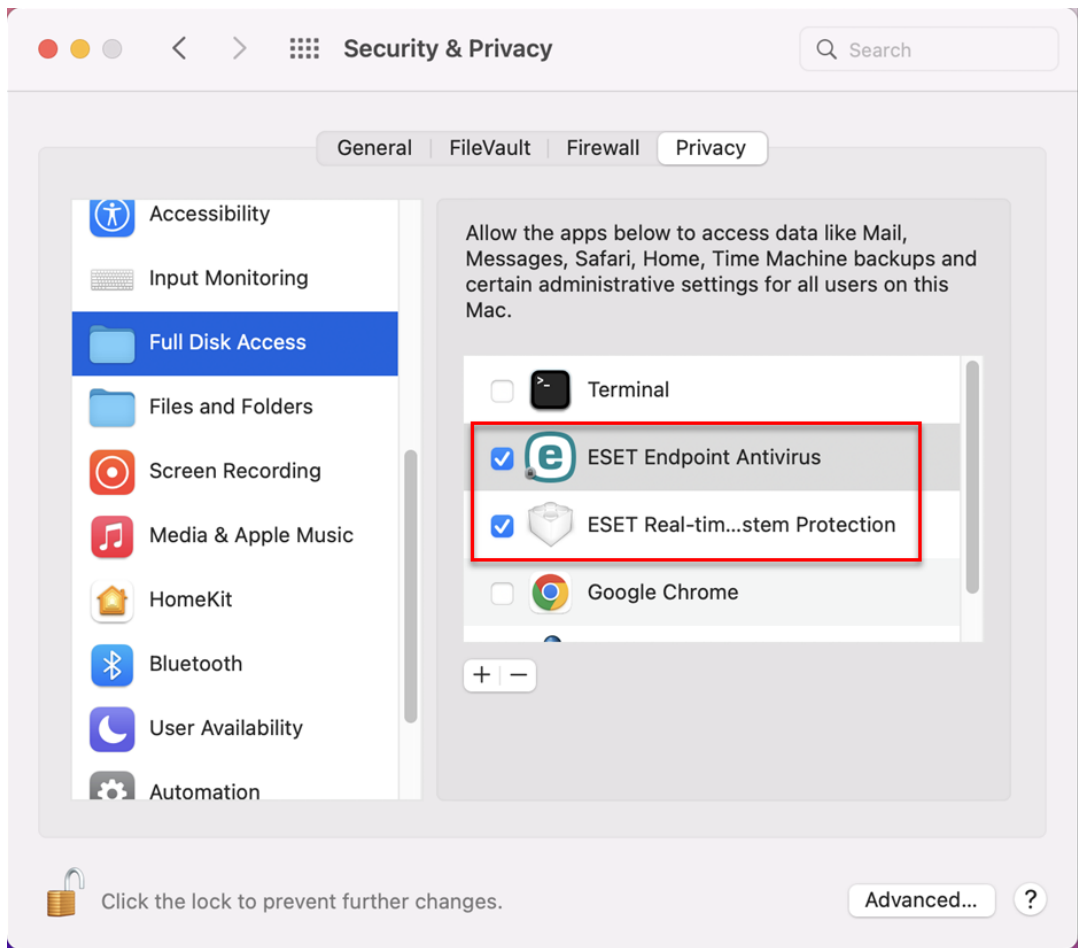 Security & Privacy
Search
General
FileVault
Firewall
Privacy
Accessibility
Input Monitoring
Full Disk Access
Files and Folders
Screen Recording
Media & Apple Music
HomeKit
Bluetooth
User Availability
Automation
Allow the apps below to access data like Mail,
Messages, Safari, Home, Time Machine backups and
certain administrative settings for all users on this
Mac.
Terminal
ESET Endpoint Antivirus
ESET Real-tim...stem Protection
Google Chrome
+ −
Click the lock to prevent further changes.
Advanced...
?